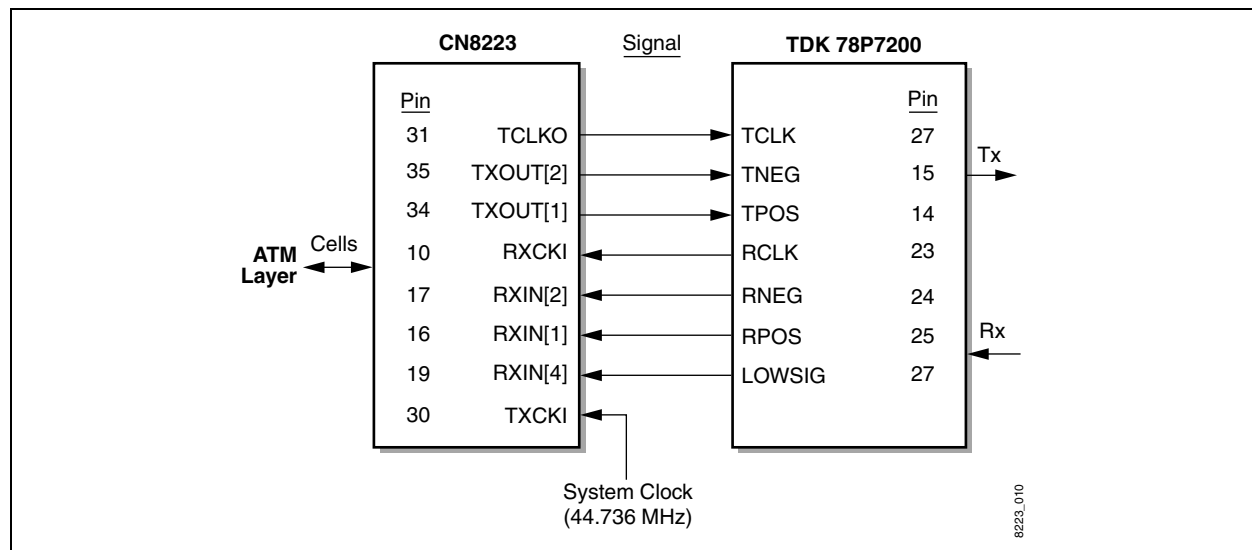 CN8223 Signal TDK 78P7200
Pin Pin
31 TCLKO TCLK 27
Tx
35 TXOUT[2] TNEG 15
34 TXOUT[1] TPOS 14
ATM Layer Cells
10 RXCKI RCLK 23
17 RXIN[2] RNEG 24
16 RXIN[1] RPOS 25
Rx
19 RXIN[4] LOWSIG 27
30 TXCKI
System Clock
(44.736 MHz)
8223_010